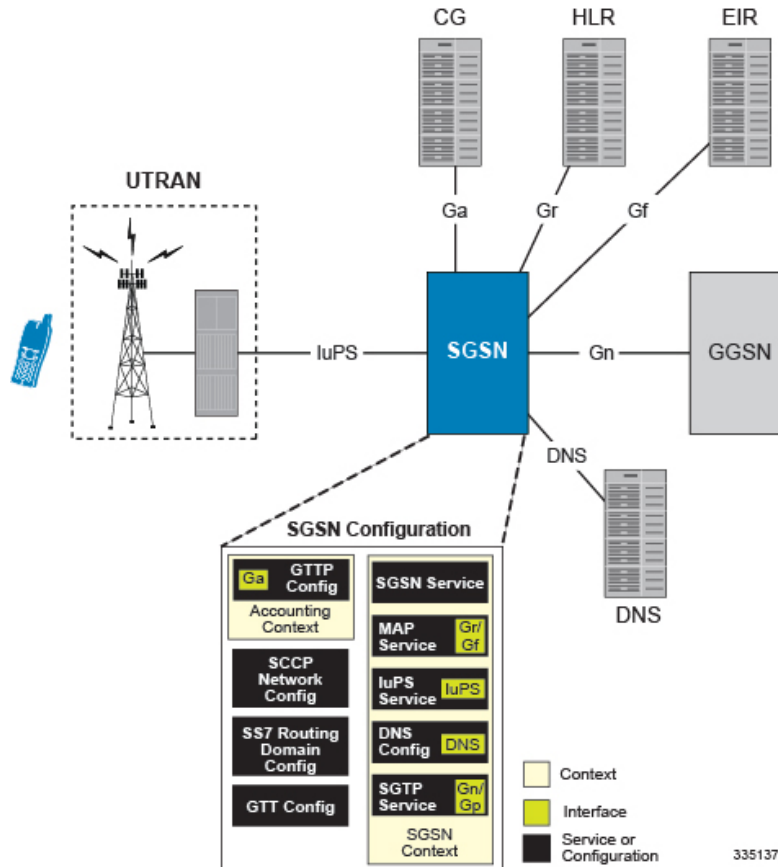 CG
HLR
EIR
UTRAN
Ga
Gr
Gf
IuPS
SGSN
Gn
GGSN
DNS
DNS
SGSN Configuration
Ga
GTTP
Config
Accounting
Context
SCCP
Network
Config
SS7 Routing
Domain
Config
GTT Config
SGSN Service
MAP
Service
Gr/
Gf
IuPS
Service
IuPS
DNS
Config
DNS
SGTP
Service
Gn/
Gp
SGSN
Context
Context
Interface
Service or
Configuration
335137